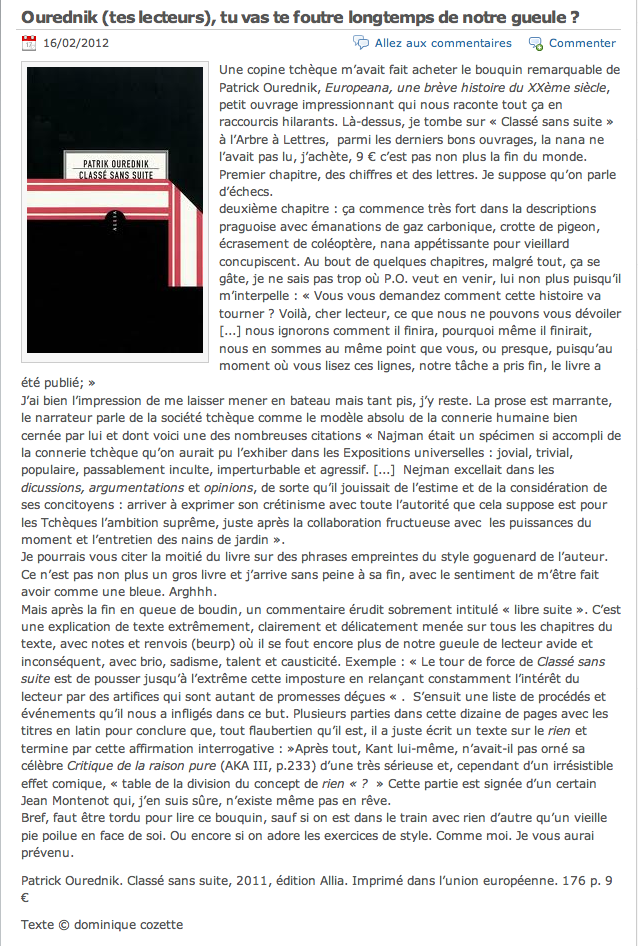 Ourednik (tes lecteurs), tu vas te foutre longtemps de notre gueule ?
16/02/2012
Allez aux commentaires
Commenter
PATRIK OUREDNIK
CLASSÉ SANS SUITE
ALLIA
Une copine tchèque m’avait fait acheter le bouquin remarquable de
Patrick Ourednik, Europeana, une brève histoire du XXème siècle,
petit ouvrage impressionnant qui nous raconte tout ça en
raccourcis hilarants. Là-dessus, je tombe sur « Classé sans suite »
à l’Arbre à Lettres,  parmi les derniers bons ouvrages, la nana ne
l’avait pas lu, j’achète, 9 € c’est pas non plus la fin du monde.
Premier chapitre, des chiffres et des lettres. Je suppose qu’on parle
d’échecs.
deuxième chapitre : ça commence très fort dans la descriptions
praguoise avec émanations de gaz carbonique, crotte de pigeon,
écrasement de coléoptère, nana appétissante pour vieillard
concupiscent. Au bout de quelques chapitres, malgré tout, ça se
gâte, je ne sais pas trop où P.O. veut en venir, lui non plus puisqu’il
m’interpelle : « Vous vous demandez comment cette histoire va
tourner ? Voilà, cher lecteur, ce que nous ne pouvons vous dévoiler
[...] nous ignorons comment il finira, pourquoi même il finirait,
nous en sommes au même point que vous, ou presque, puisqu’au
moment où vous lisez ces lignes, notre tâche a pris fin, le livre a
été publié; »
J’ai bien l’impression de me laisser mener en bateau mais tant pis, j’y reste. La prose est marrante,
le narrateur parle de la société tchèque comme le modèle absolu de la connerie humaine bien
cernée par lui et dont voici une des nombreuses citations « Najman était un spécimen si accompli de
la connerie tchèque qu’on aurait pu l’exhiber dans les Expositions universelles : jovial, trivial,
populaire, passablement inculte, imperturbable et agressif. [...]  Nejman excellait dans les
dicussions, argumentations et opinions, de sorte qu’il jouissait de l’estime et de la considération de
ses concitoyens : arriver à exprimer son crétinisme avec toute l’autorité que cela suppose est pour
les Tchèques l’ambition suprême, juste après la collaboration fructueuse avec  les puissances du
moment et l’entretien des nains de jardin ».
Je pourrais vous citer la moitié du livre sur des phrases empreintes du style goguenard de l’auteur.
Ce n’est pas non plus un gros livre et j’arrive sans peine à sa fin, avec le sentiment de m’être fait
avoir comme une bleue. Arghhh.
Mais après la fin en queue de boudin, un commentaire érudit sobrement intitulé « libre suite ». C’est
une explication de texte extrêmement, clairement et délicatement menée sur tous les chapitres du
texte, avec notes et renvois (beurp) où il se fout encore plus de notre gueule de lecteur avide et
inconséquent, avec brio, sadisme, talent et causticité. Exemple : « Le tour de force de Classé sans
suite est de pousser jusqu’à l’extrême cette imposture en relançant constamment l’intérêt du
lecteur par des artifices qui sont autant de promesses déçues « .  S’ensuit une liste de procédés et
événements qu’il nous a infligés dans ce but. Plusieurs parties dans cette dizaine de pages avec les
titres en latin pour conclure que, tout flaubertien qu’il est, il a juste écrit un texte sur le rien et
termine par cette affirmation interrogative : »Après tout, Kant lui-même, n’avait-il pas orné sa
célèbre Critique de la raison pure (AKA III, p.233) d’une très sérieuse et, cependant d’un irrésistible
effet comique, « table de la division du concept de rien « ?  » Cette partie est signée d’un certain
Jean Montenot qui, j’en suis sûre, n’existe même pas en rêve.
Bref, faut être tordu pour lire ce bouquin, sauf si on est dans le train avec rien d’autre qu’un vieille
pie poilue en face de soi. Ou encore si on adore les exercices de style. Comme moi. Je vous aurai
prévenu.
Patrick Ourednik. Classé sans suite, 2011, édition Allia. Imprimé dans l’union européenne. 176 p. 9
€
Texte © dominique cozette